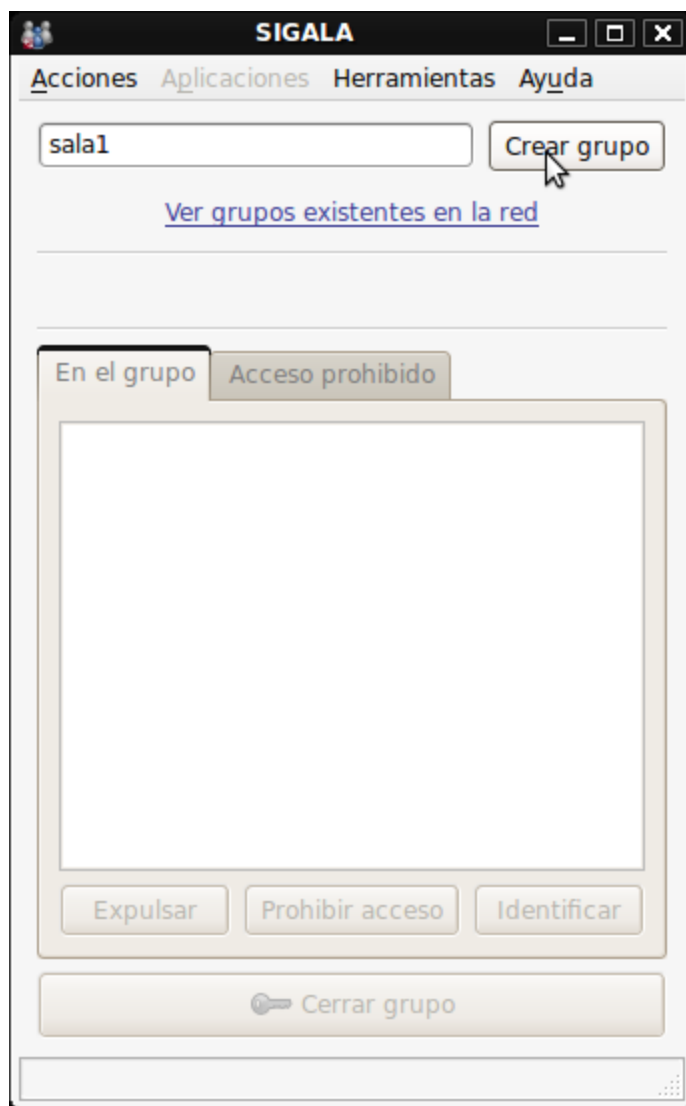 SIGALA
Acciones Aplicaciones Herramientas Ayuda
sala1 Crear grupo
Ver grupos existentes en la red
En el grupo Acceso prohibido
Expulsar Prohibir acceso Identificar
Cerrar grupo